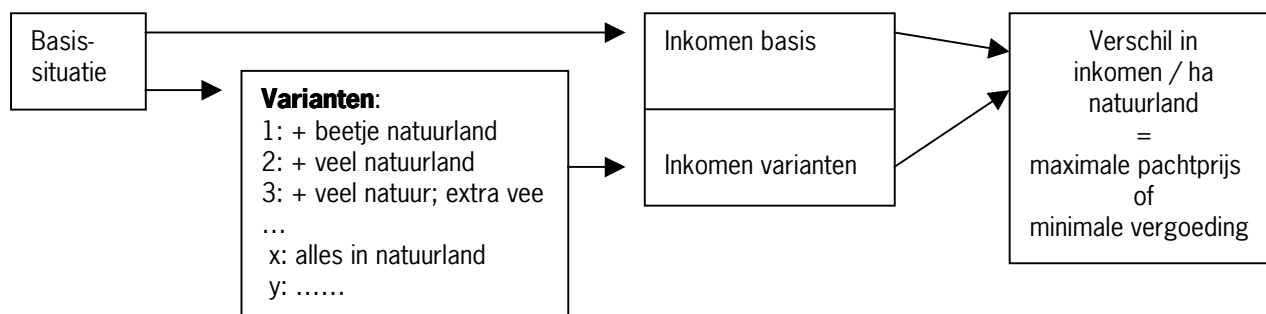 Basis-
situatie
Varianten:
1: + beetje natuurland
2: + veel natuurland
3: + veel natuur; extra vee
...
x: alles in natuurland
y: ......
Inkomen basis
Inkomen varianten
Verschil in
inkomen / ha
natuurland
=
maximale pachtprijs
of
minimale vergoeding